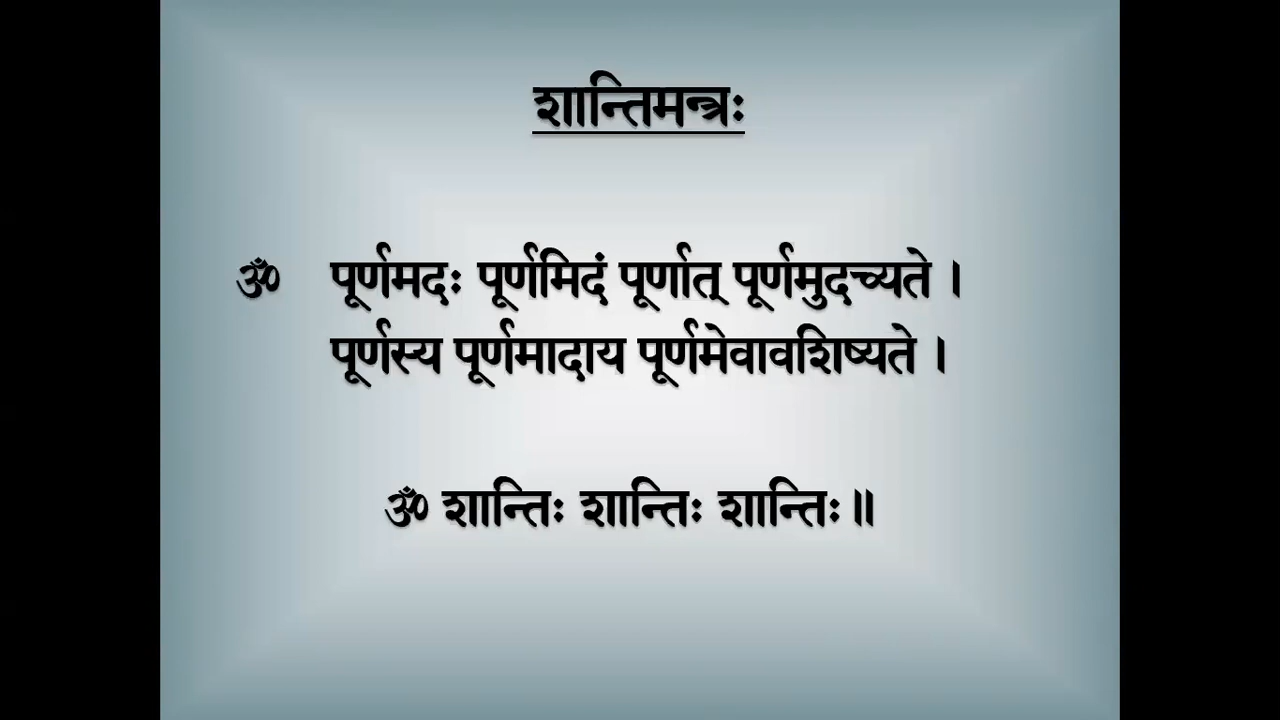 शान्तिमन्त्रः
ॐ पूर्णमदः पूर्णमिदं पूर्णात् पूर्णमुदच्यते ।
पूर्णस्य पूर्णमादाय पूर्णमेवावशिष्यते ।
ॐ शान्तिः शान्तिः शान्तिः॥